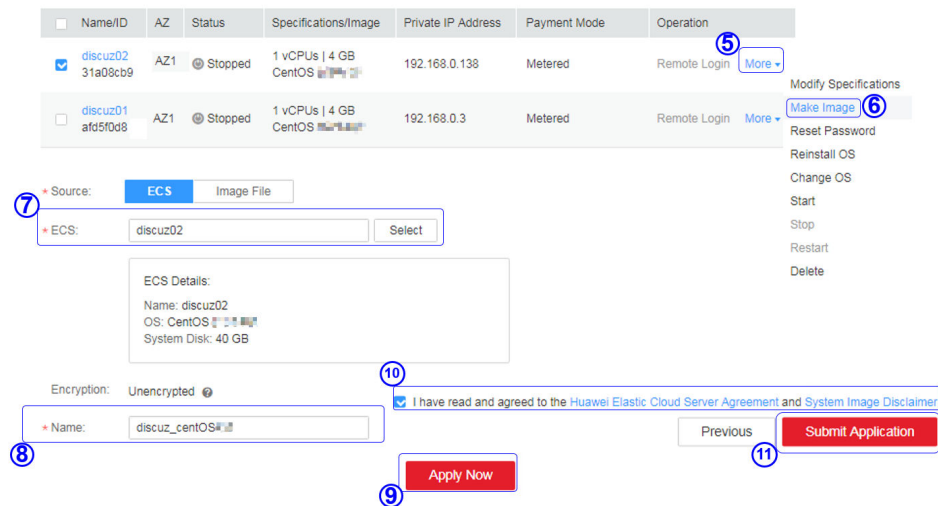 Name/ID AZ Status Specifications/Image Private IP Address Payment Mode Operation
⑤
discuz02 AZ1 Stopped 1 vCPUs | 4 GB 192.168.0.138 Metered Remote Login More
31a08cb9 CentOS
Modify Specifications
Make Image ⑥
discuz01 AZ1 Stopped 1 vCPUs | 4 GB 192.168.0.3 Metered Remote Login More
afd5f0d8 CentOS
Reset Password
Reinstall OS
Change OS
Start
Stop
Restart
Delete
* Source: ECS Image File
⑦
* ECS: discuz02 Select
ECS Details:
Name: discuz02
OS: CentOS
System Disk: 40 GB
Encryption: Unencrypted
⑩
I have read and agreed to the Huawei Elastic Cloud Server Agreement and System Image Disclaimer
* Name: discuz_centOS
⑧
Previous Submit Application
⑪
Apply Now
⑨